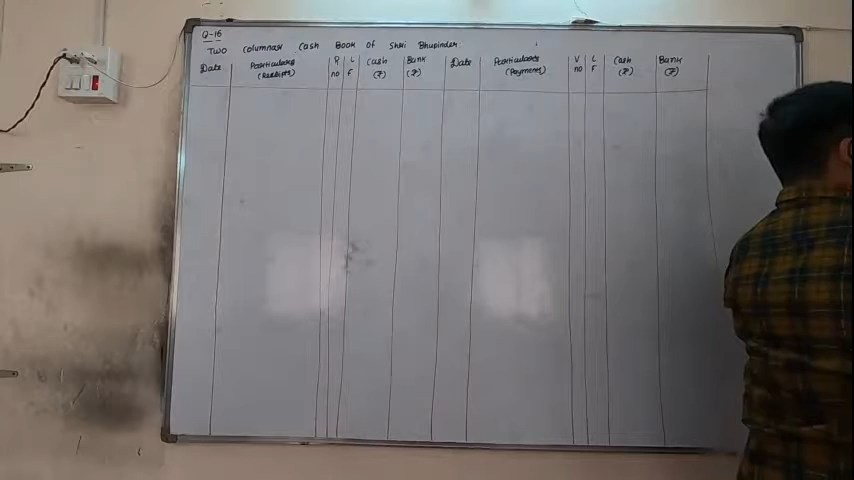 Q-16
Two columnar Cash Book of Shri Bhupinder
Date Particulars R L Cash Bank Date Particulars V L Cash Bank
(Receipts) no F (₹) (₹) (Payment) no F (₹) (₹)